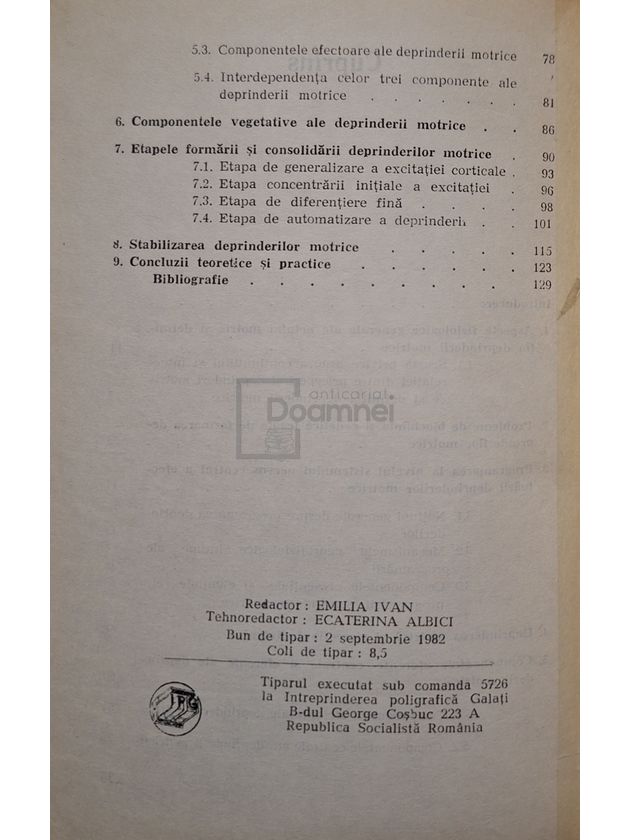 5.3. Componentele efectoare ale deprinderii motrice 78
5.4. Interdependența celor trei componente ale
deprinderii motrice . . . . . . 81
6. Componentele vegetative ale deprinderii motrice . . 86
7. Etapele formării și consolidării deprinderilor motrice . 90
7.1. Etapa de generalizare a excitației corticale . 93
7.2. Etapa concentrării inițiale a excitației . 96
7.3. Etapa de diferențiere fină . . . . 98
7.4. Etapa de automatizare a deprinderii . . 101
8. Stabilizarea deprinderilor motrice . . . . . 115
9. Concluzii teoretice și practice . . . . . . 123
Bibliografie . . . . . . . . . 129
anticariat
Doamnei
Redactor : EMILIA IVAN
Tehnoredactor : ECATERINA ALBICI
Bun de tipar : 2 septembrie 1982
Coli de tipar : 8,5
Tiparul executat sub comanda 5726
la Intreprinderea poligrafică Galați
B-dul George Coșbuc 223 A
Republica Socialistă România